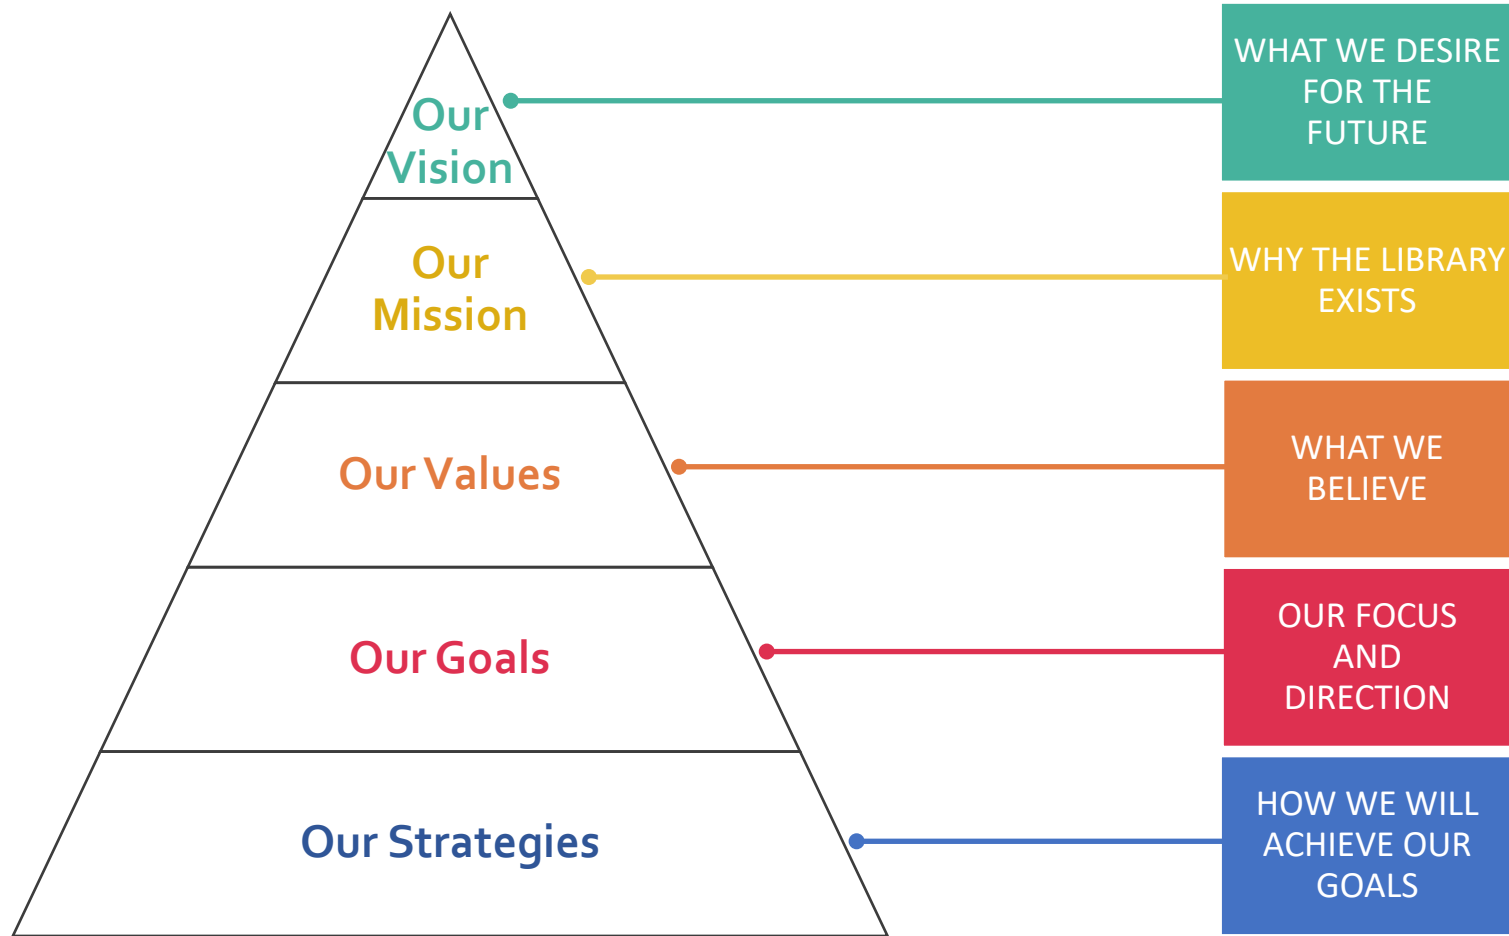 Our
Vision
WHAT WE DESIRE
FOR THE
FUTURE
Our
Mission
WHY THE LIBRARY
EXISTS
Our Values
WHAT WE
BELIEVE
Our Goals
OUR FOCUS
AND
DIRECTION
Our Strategies
HOW WE WILL
ACHIEVE OUR
GOALS